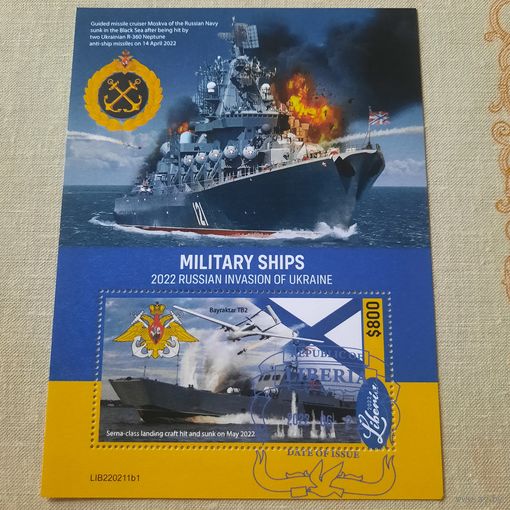 Guided missile cruiser Moskva of the Russian Navy
sunk in the Black Sea after being hit by
two Ukrainian R-360 Neptune
anti-ship missiles on 14 April 2022
121
MILITARY SHIPS
2022 RUSSIAN INVASION OF UKRAINE
Bayraktar TB2
$800
REPUBLIC OF
LIBERIA
Liberia
Serna-class landing craft hit and sunk on May 2022
DATE OF ISSUE
LIB220211b1